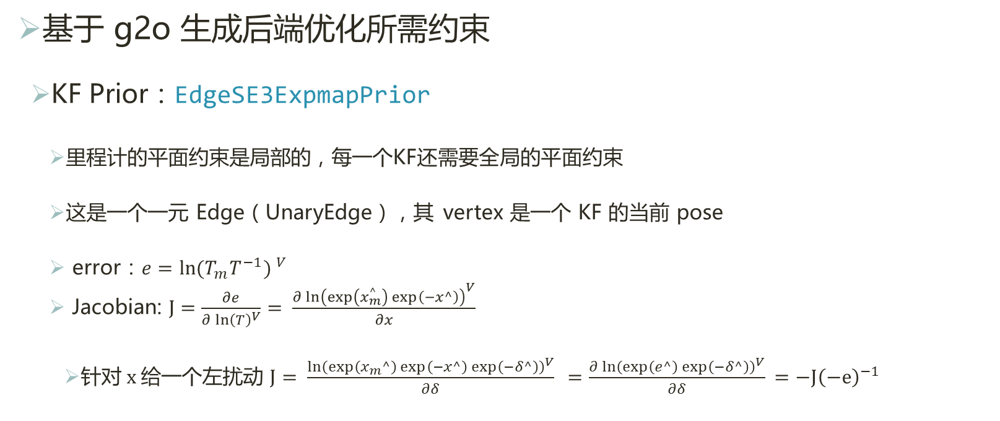 ➢基于 g2o 生成后端优化所需约束
➢KF Prior：EdgeSE3ExpmapPrior
➢里程计的平面约束是局部的，每一个KF还需要全局的平面约束
➢这是一个一元 Edge（UnaryEdge），其 vertex 是一个 KF 的当前 pose
➢ error：$e = \ln(T_m T^{-1})^V$
➢ Jacobian: $J = \frac{\partial e}{\partial \ln(T)^V} = \frac{\partial \ln(\exp(x_m^\wedge) \exp(-x^\wedge))^V}{\partial x}$
➢针对 x 给一个左扰动 $J = \frac{\ln(\exp(x_m^\wedge) \exp(-x^\wedge) \exp(-\delta^\wedge))^V}{\partial \delta} = \frac{\partial \ln(\exp(e^\wedge) \exp(-\delta^\wedge))^V}{\partial \delta} = -J(-e)^{-1}$